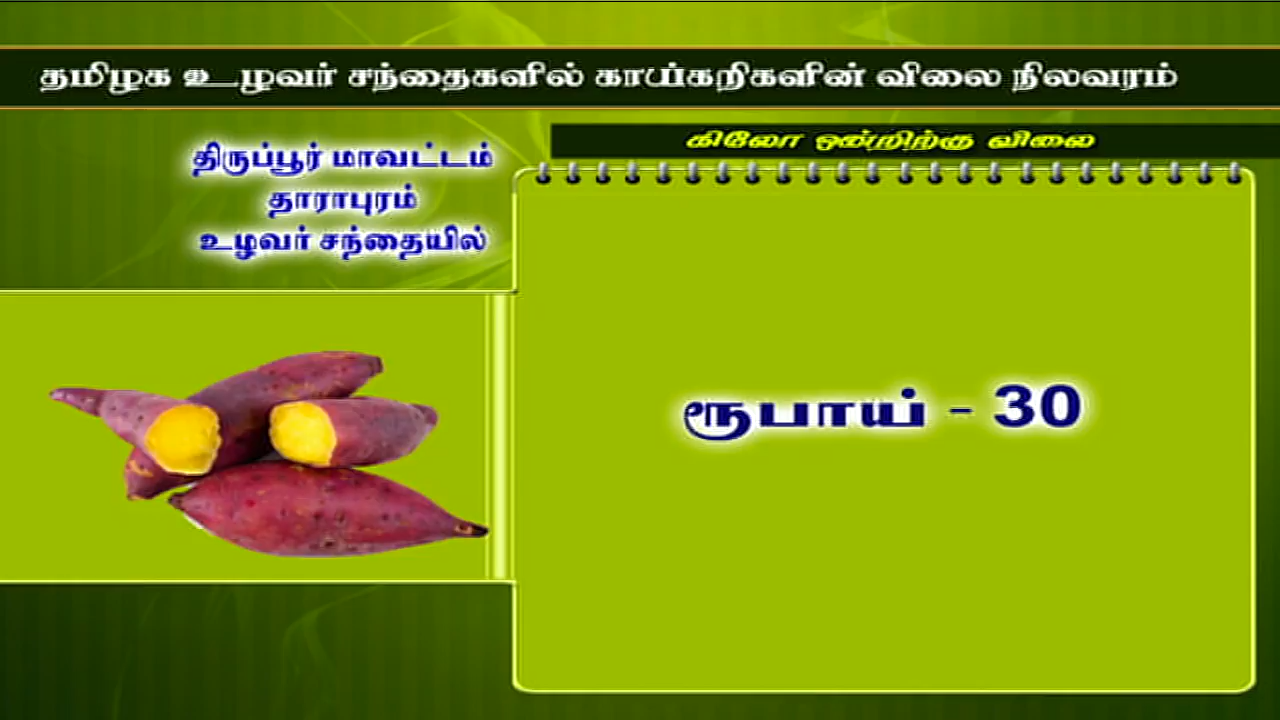 தமிழக உழவர் சந்தைகளில் காய்கறிகளின் விலை நிலவரம்
கிலோ ஒன்றிற்கு விலை
திருப்பூர் மாவட்டம்
தாராபுரம்
உழவர் சந்தையில்
ரூபாய் - 30